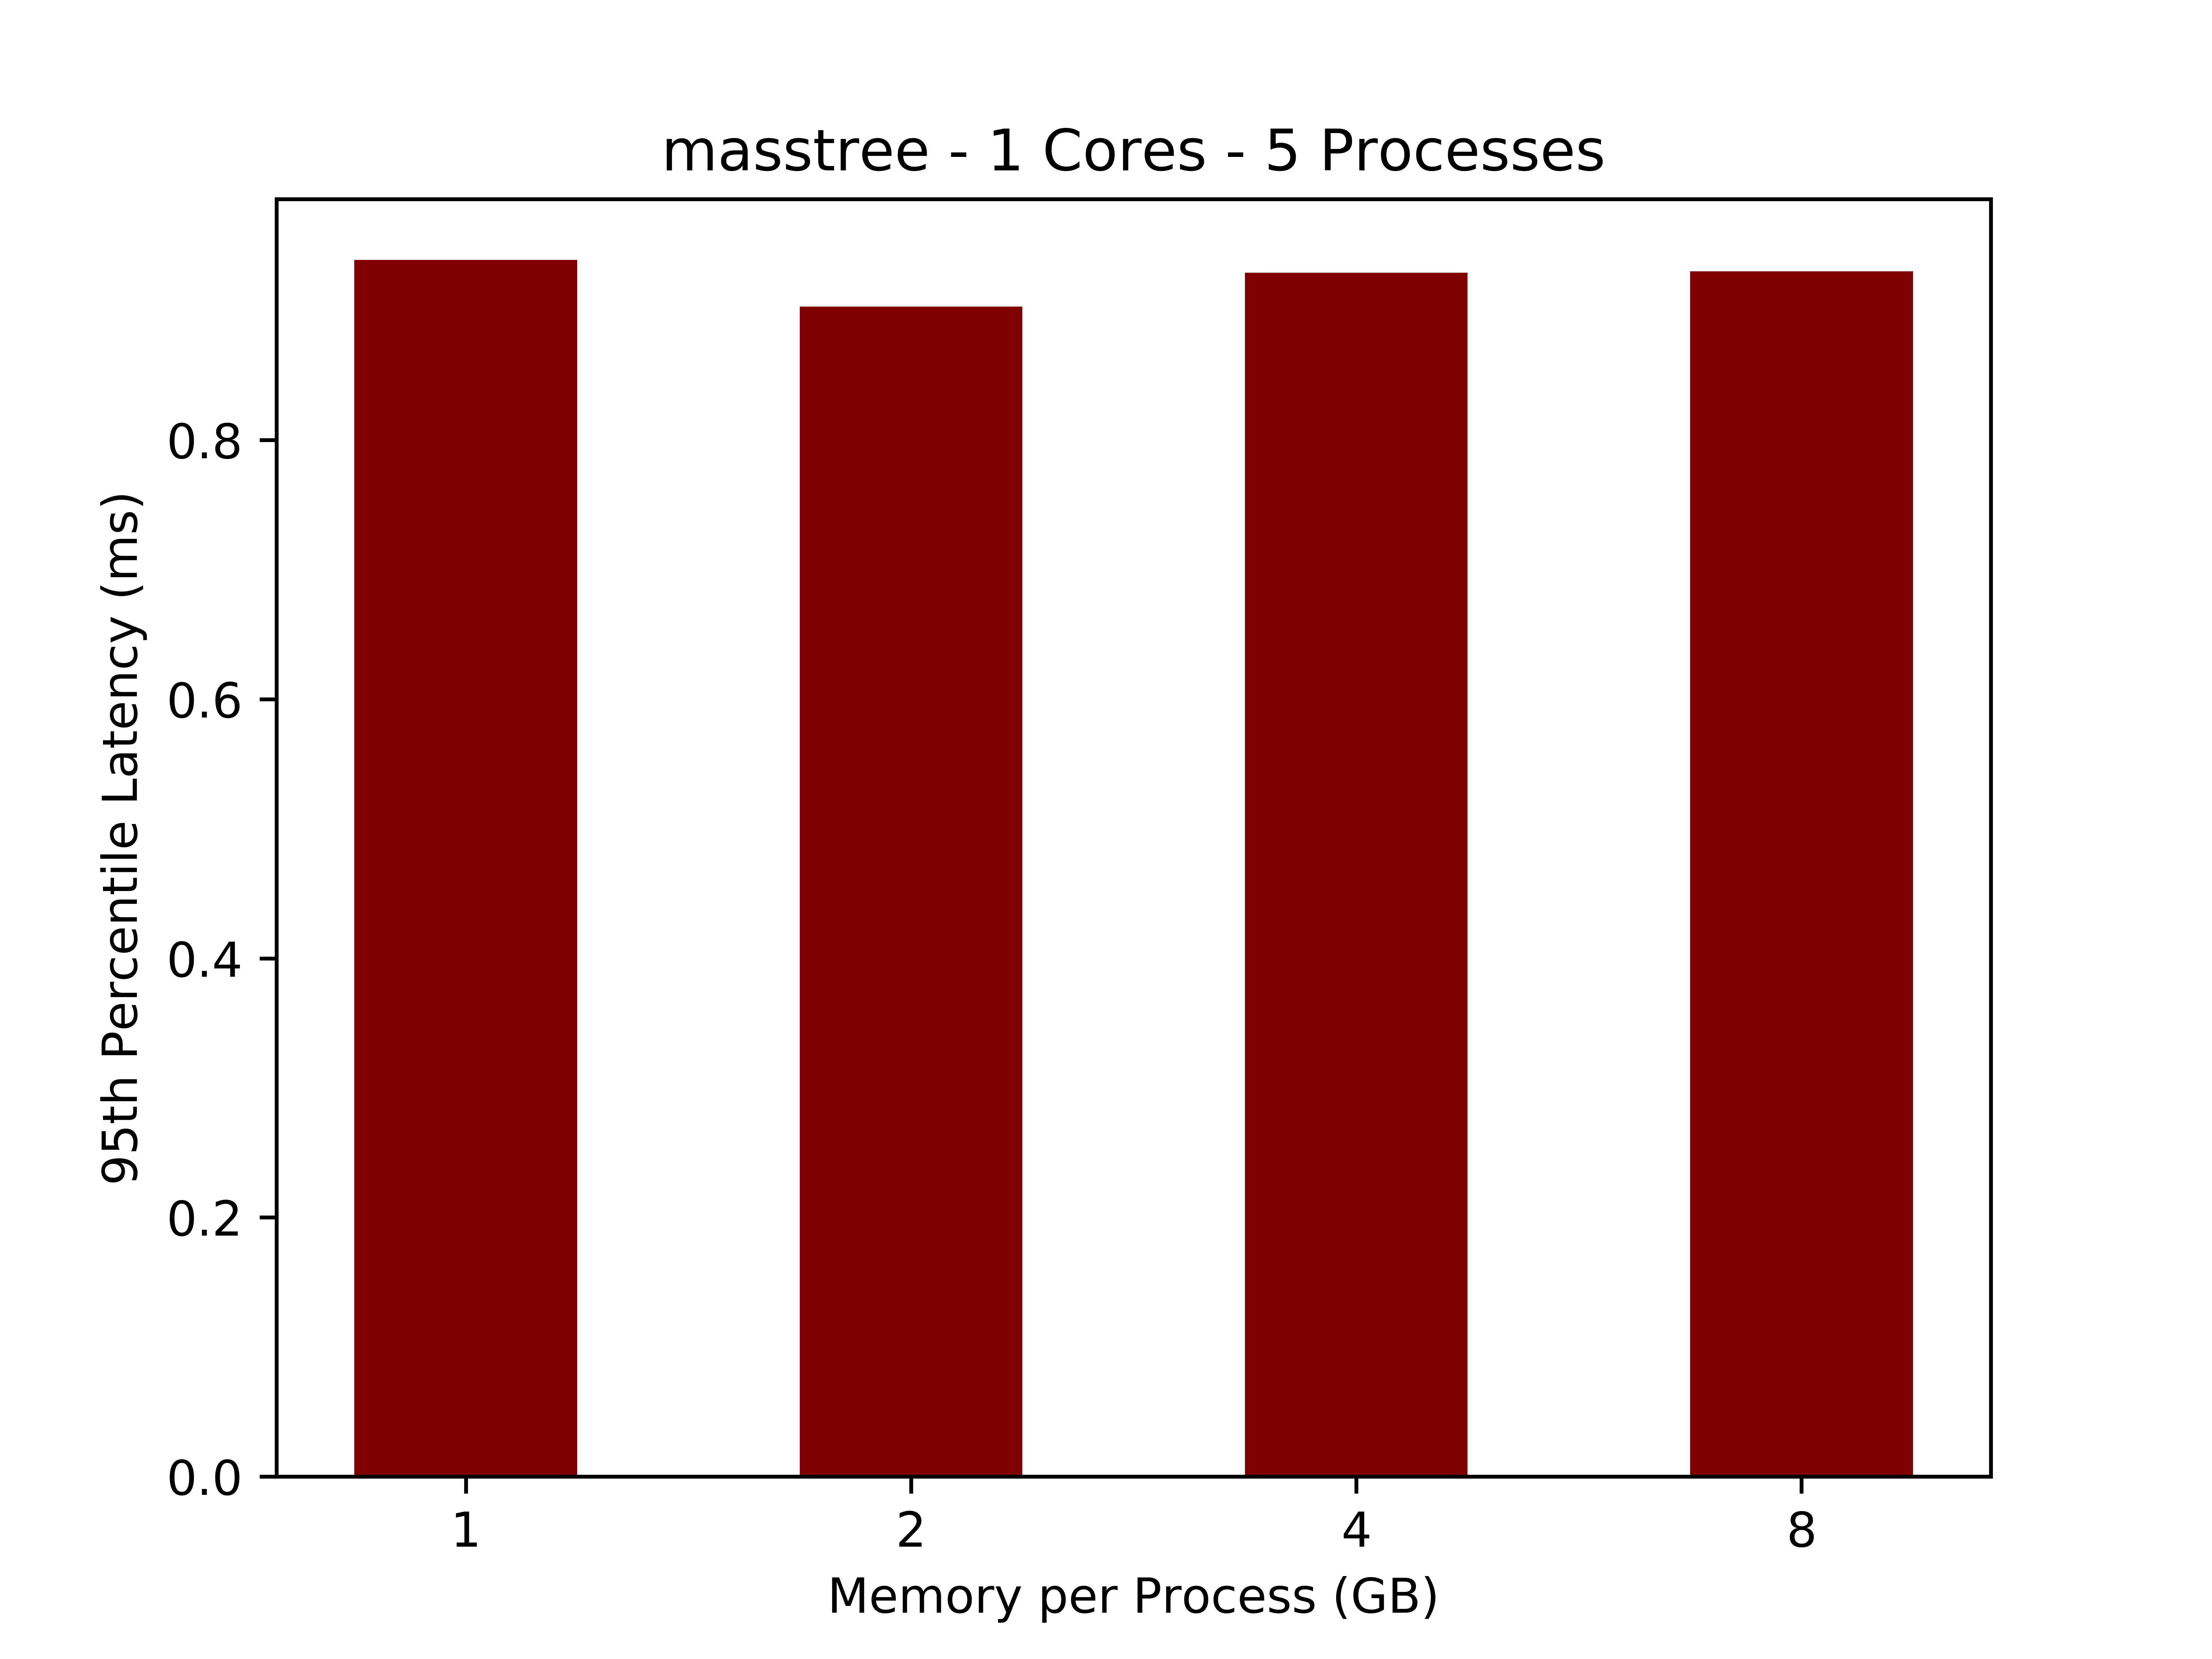 masstree - 1 Cores - 5 Processes
95th Percentile Latency (ms)
0.8
0.6
0.4
0.2
0.0
1 2 4 8
Memory per Process (GB)